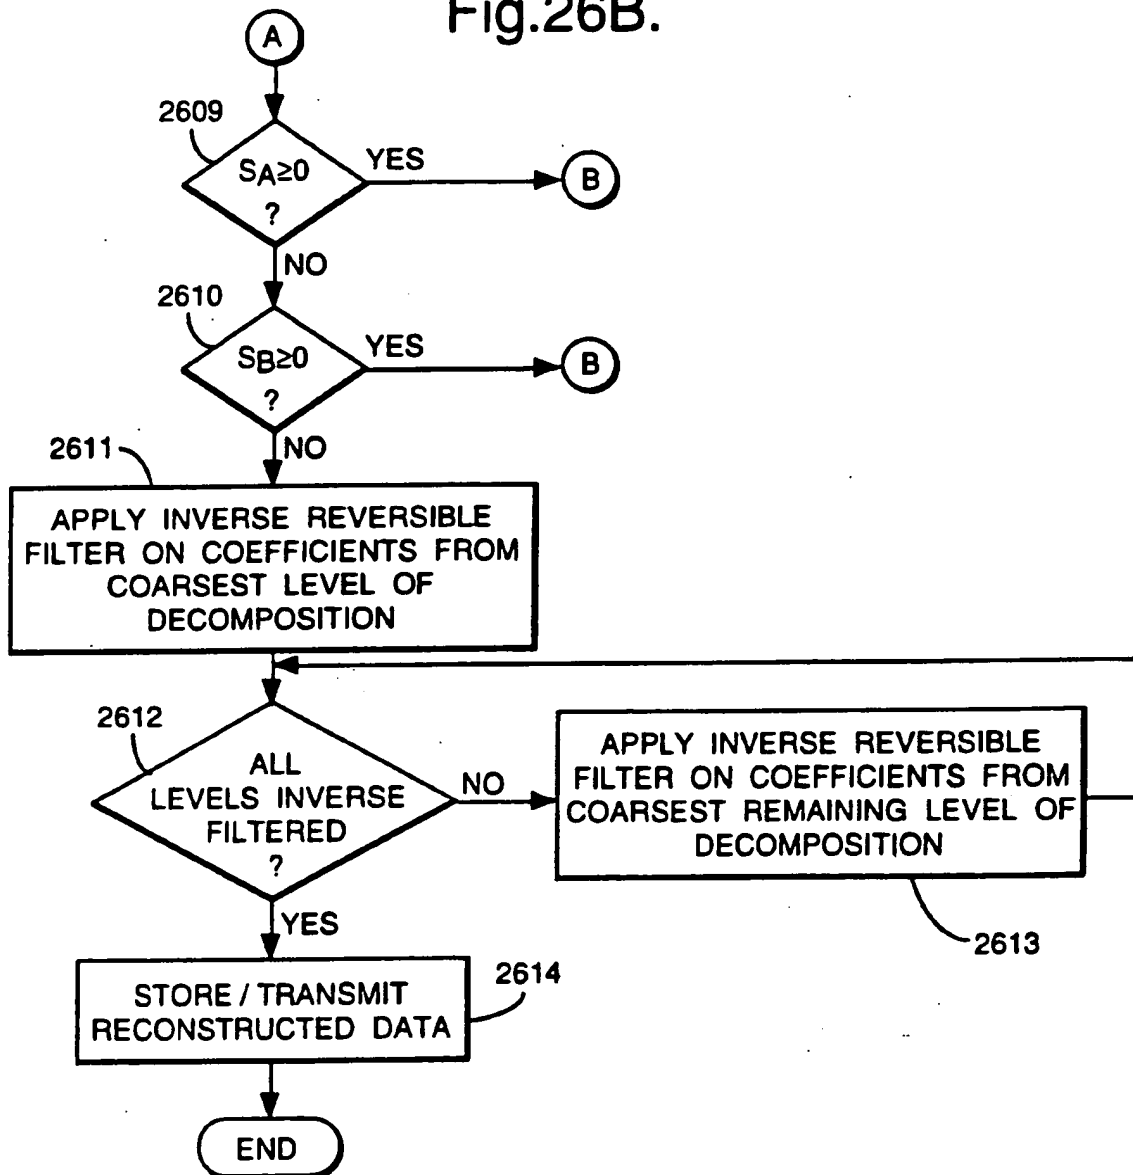 Fig.26B.
A
2609
SA≥0
?
YES
B
NO
2610
SB≥0
?
YES
B
NO
2611
APPLY INVERSE REVERSIBLE
FILTER ON COEFFICIENTS FROM
COARSEST LEVEL OF
DECOMPOSITION
2612
ALL
LEVELS INVERSE
FILTERED
?
NO
APPLY INVERSE REVERSIBLE
FILTER ON COEFFICIENTS FROM
COARSEST REMAINING LEVEL OF
DECOMPOSITION
2613
YES
STORE / TRANSMIT
RECONSTRUCTED DATA
2614
END